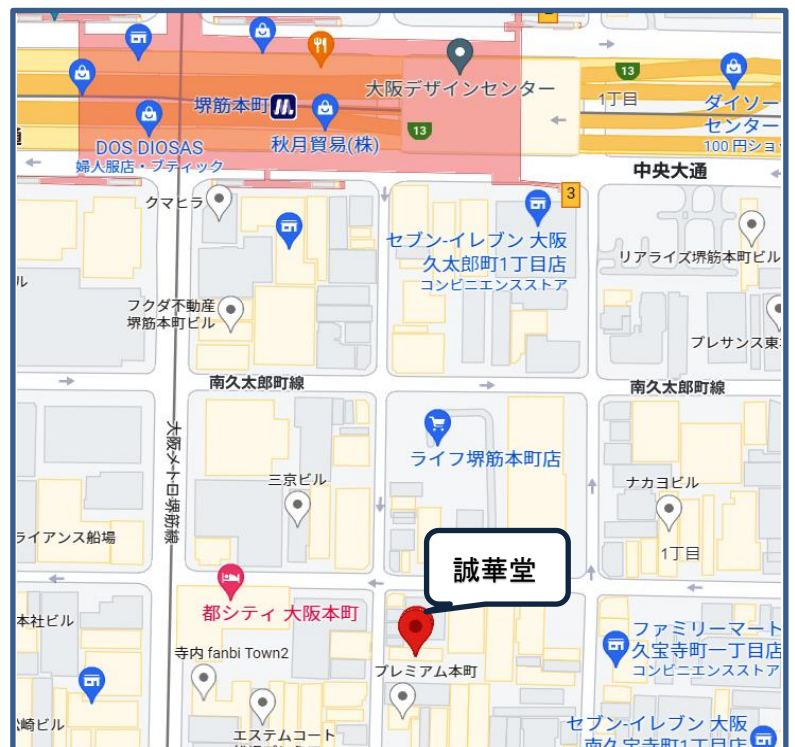 大阪デザインセンター
13
1丁目
ダイソー
センター
100円ショッ
堺筋本町
13
DOS DIOSAS
婦人服店・ブティック
秋月貿易(株)
通
中央大通
3
クマヒラ
セブン-イレブン 大阪
久太郎町1丁目店
コンビニエンスストア
リアライズ堺筋本町ビル
ル
フクダ不動産
堺筋本町ビル
プレサンス東
南久太郎町線
南久太郎町線
大阪メトロ堺筋線
ライフ堺筋本町店
三京ビル
ナカヨビル
ライアンス船場
1丁目
誠華堂
都シティ 大阪本町
本社ビル
ファミリーマート
久宝寺町一丁目店
コンビニエンスストア
寺内 fanbi Town2
プレミアム本町
崎ビル
エステムコート
セブン-イレブン 大阪
南久宝寺町1丁目店